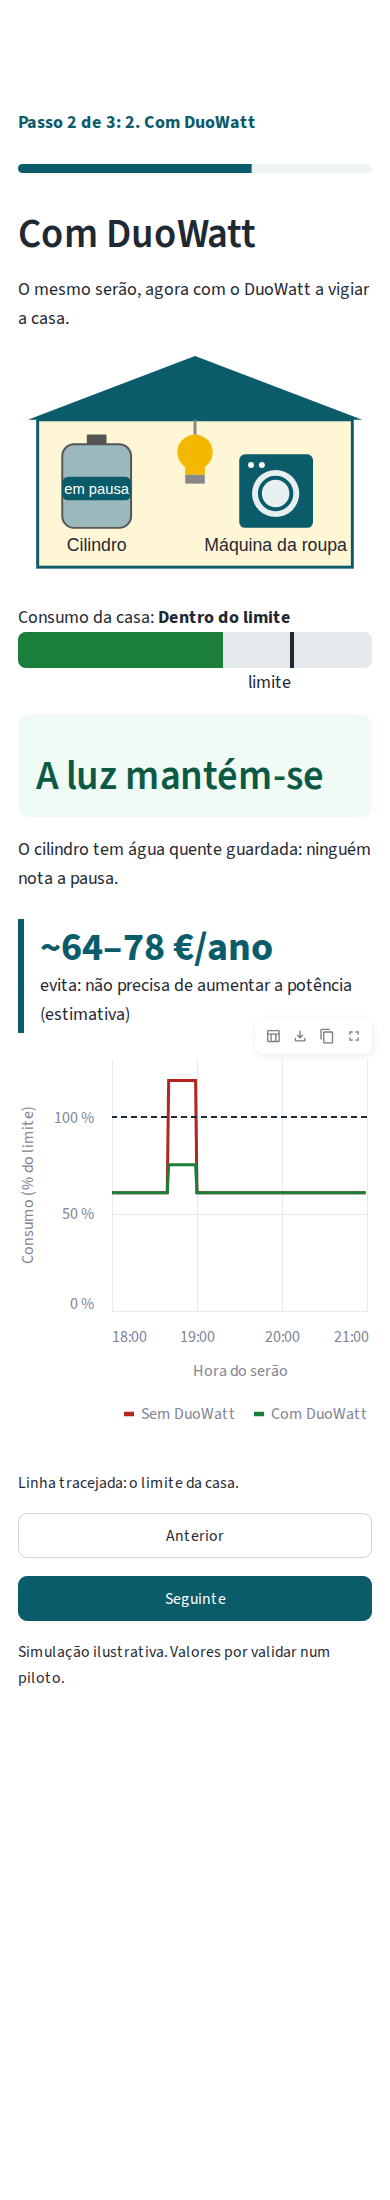 Passo 2 de 3: 2. Com DuoWatt
Com DuoWatt
O mesmo serão, agora com o DuoWatt a vigiar
a casa.
em pausa
Cilindro
Máquina da roupa
Consumo da casa: Dentro do limite
limite
A luz mantém-se
O cilindro tem água quente guardada: ninguém
nota a pausa.
~64–78 €/ano
evita: não precisa de aumentar a potência
(estimativa)
Consumo (% do limite)
100 %
50 %
0 %
18:00
19:00
20:00
21:00
Hora do serão
Sem DuoWatt
Com DuoWatt
Linha tracejada: o limite da casa.
Anterior
Seguinte
Simulação ilustrativa. Valores por validar num
piloto.